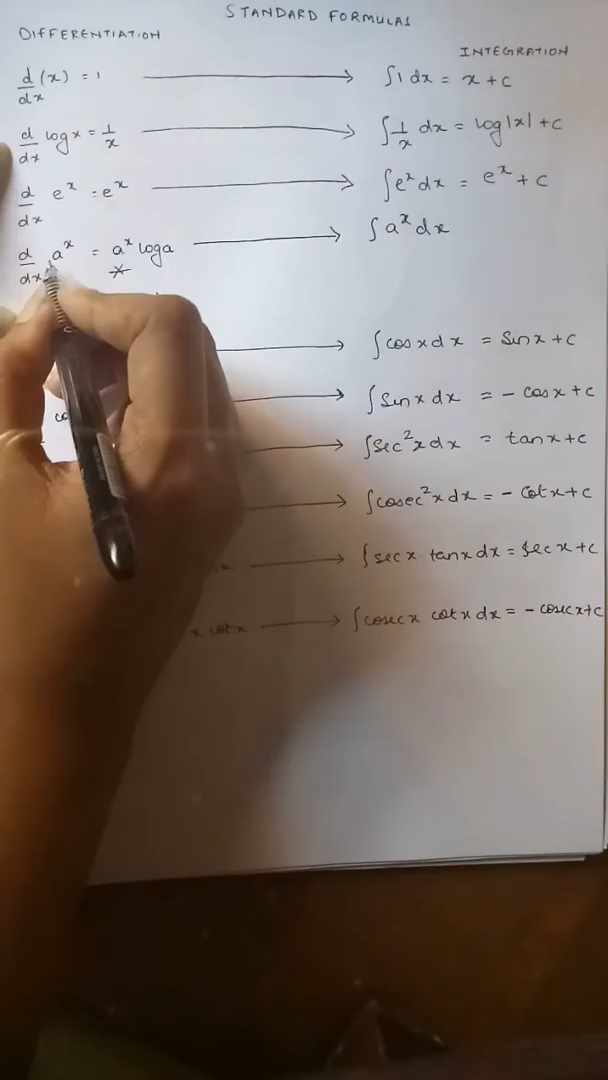 STANDARD FORMULAS
DIFFERENTIATION
INTEGRATION
d/dx (x) = 1 → ∫1 dx = x + c
d/dx log x = 1/x → ∫1/x dx = log|x| + c
d/dx e^x = e^x → ∫e^x dx = e^x + c
d/dx a^x = a^x log a → ∫a^x dx
→ ∫cos x dx = sin x + c
→ ∫sin x dx = - cos x + c
→ ∫sec²x dx = tan x + c
→ ∫cosec²x dx = - cot x + c
→ ∫sec x tan x dx = sec x + c
x cot x → ∫cosec x cot x dx = - cosec x + c